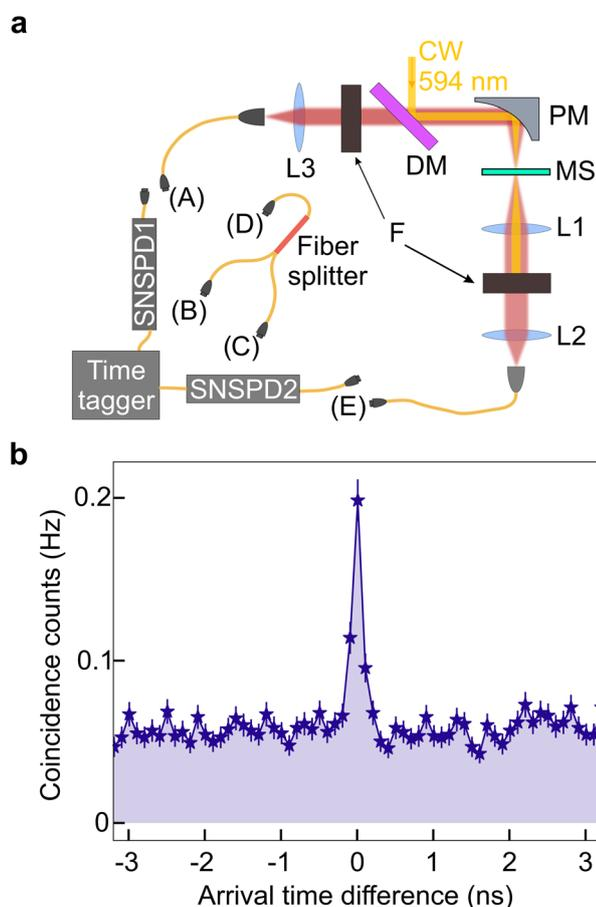 a
CW
594 nm
PM
L3
DM
MS
(A)
F
L1
(D)
Fiber
splitter
SNSPD1
(B)
(C)
L2
Time
tagger
SNSPD2
(E)
b
Coincidence counts (Hz)
0.2
0.1
0
-3 -2 -1 0 1 2 3
Arrival time difference (ns)